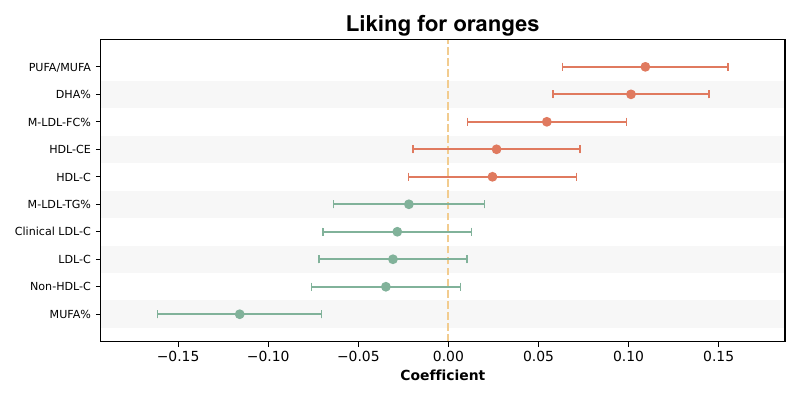 Liking for oranges
PUFA/MUFA
DHA%
M-LDL-FC%
HDL-CE
HDL-C
M-LDL-TG%
Clinical LDL-C
LDL-C
Non-HDL-C
MUFA%
−0.15 −0.10 −0.05 0.00 0.05 0.10 0.15
Coefficient